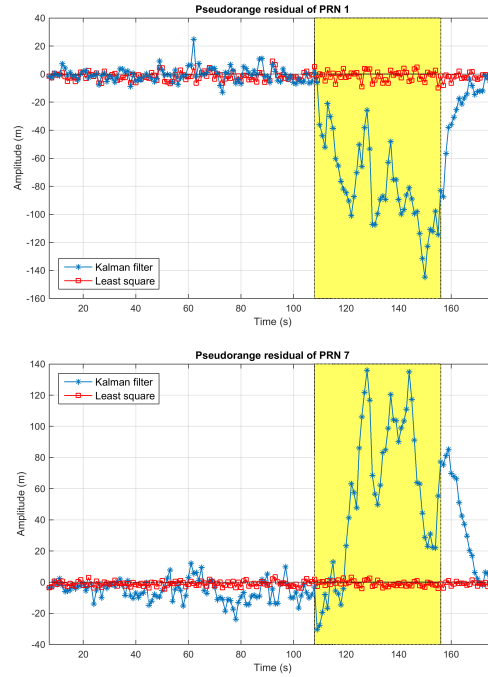 Pseudorange residual of PRN 1
40
20
0
-20
-40
-60
-80
-100
-120
-140
-160
Amplitude (m)
Kalman filter
Least square
20 40 60 80 100 120 140 160
Time (s)
Pseudorange residual of PRN 7
140
120
100
80
60
40
20
0
-20
-40
Amplitude (m)
Kalman filter
Least square
20 40 60 80 100 120 140 160
Time (s)